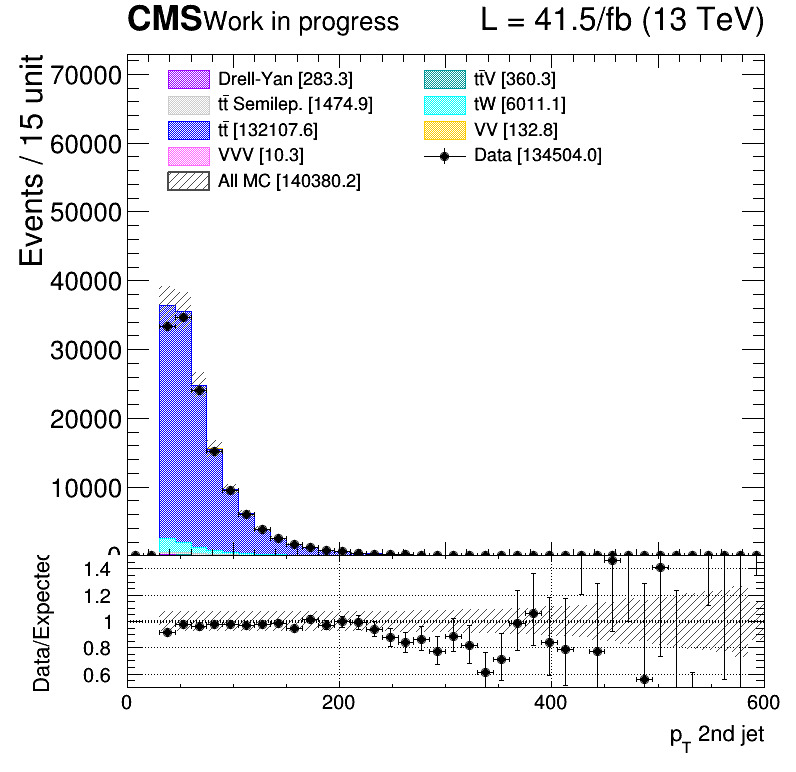 CMS Work in progress L = 41.5/fb (13 TeV)
Events / 15 unit
70000
60000
50000
40000
30000
20000
10000
0
Drell-Yan [283.3]
tt̄ Semilep. [1474.9]
tt̄ [132107.6]
VVV [10.3]
All MC [140380.2]
tt̄V [360.3]
tW [6011.1]
VV [132.8]
Data [134504.0]
Data/Expected
1.4
1.2
1
0.8
0.6
0 200 400 600
p_T 2nd jet